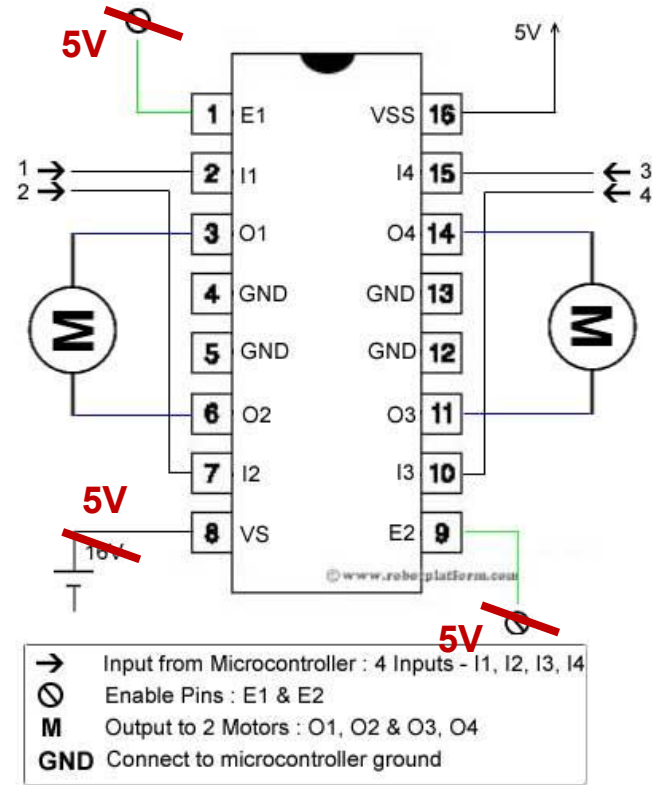 5V
5V
1 E1
VSS 16
1
2
2 I1
I4 15
3
4
3 O1
O4 14
4 GND
GND 13
M
M
5 GND
GND 12
6 O2
O3 11
7 I2
I3 10
5V
16V
8 VS
E2 9
©www.robotplatform.com
5V
Input from Microcontroller : 4 Inputs - I1, I2, I3, I4
Enable Pins : E1 & E2
M Output to 2 Motors : O1, O2 & O3, O4
GND Connect to microcontroller ground